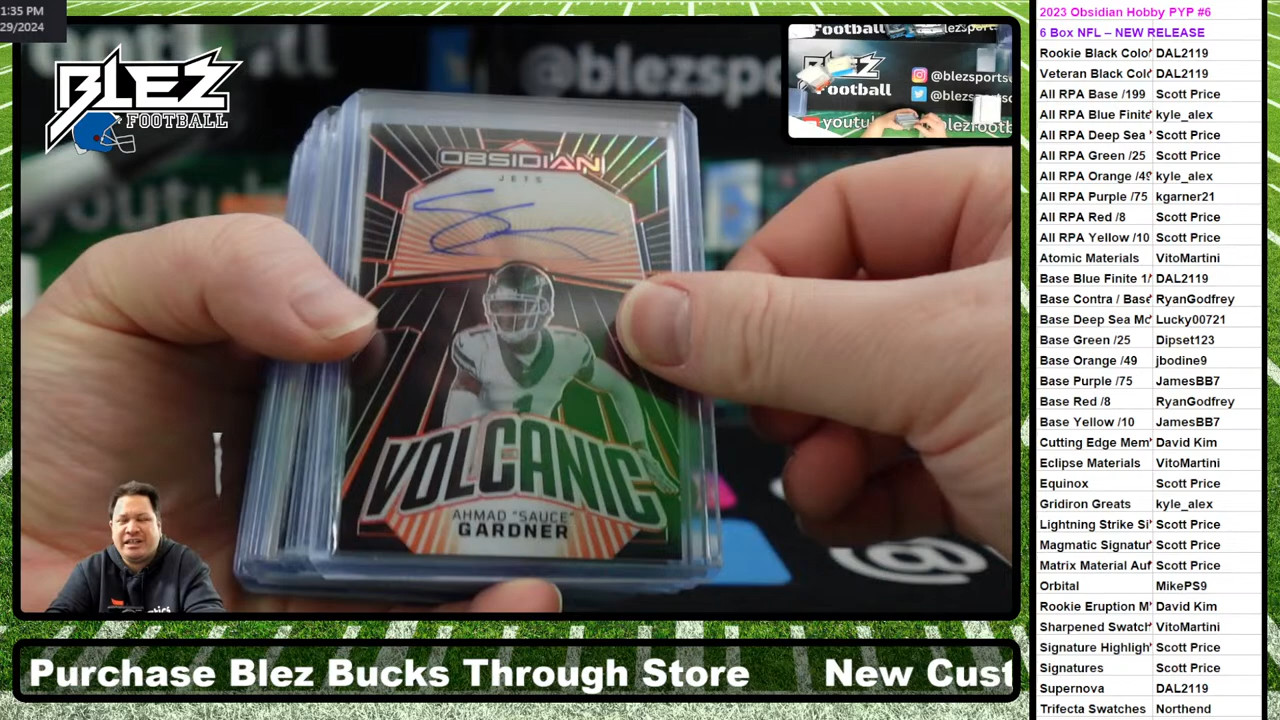 1:35 PM
29/2024
BLEZ
FOOTBALL
@blezspo
youtu
OBSIDIAN
JETS
VOLCANIC
AHMAD "SAUCE"
GARDNER
Football
@blezsports
Football
@blezsportsc
youtu
blezfootb
Purchase Blez Bucks Through Store New Cust
2023 Obsidian Hobby PYP #6
6 Box NFL – NEW RELEASE
Rookie Black Colo DAL2119
Veteran Black Colo DAL2119
All RPA Base /199 Scott Price
All RPA Blue Finite kyle_alex
All RPA Deep Sea Scott Price
All RPA Green /25 Scott Price
All RPA Orange /49 kyle_alex
All RPA Purple /75 kgarner21
All RPA Red /8 Scott Price
All RPA Yellow /10 Scott Price
Atomic Materials VitoMartini
Base Blue Finite 1/ DAL2119
Base Contra / Base RyanGodfrey
Base Deep Sea Mo Lucky00721
Base Green /25 Dipset123
Base Orange /49 jbodine9
Base Purple /75 JamesBB7
Base Red /8 RyanGodfrey
Base Yellow /10 JamesBB7
Cutting Edge Mem David Kim
Eclipse Materials VitoMartini
Equinox Scott Price
Gridiron Greats kyle_alex
Lightning Strike Si Scott Price
Magmatic Signatur Scott Price
Matrix Material Aut Scott Price
Orbital MikePS9
Rookie Eruption M David Kim
Sharpened Swatch VitoMartini
Signature Highligh Scott Price
Signatures Scott Price
Supernova DAL2119
Trifecta Swatches Northend